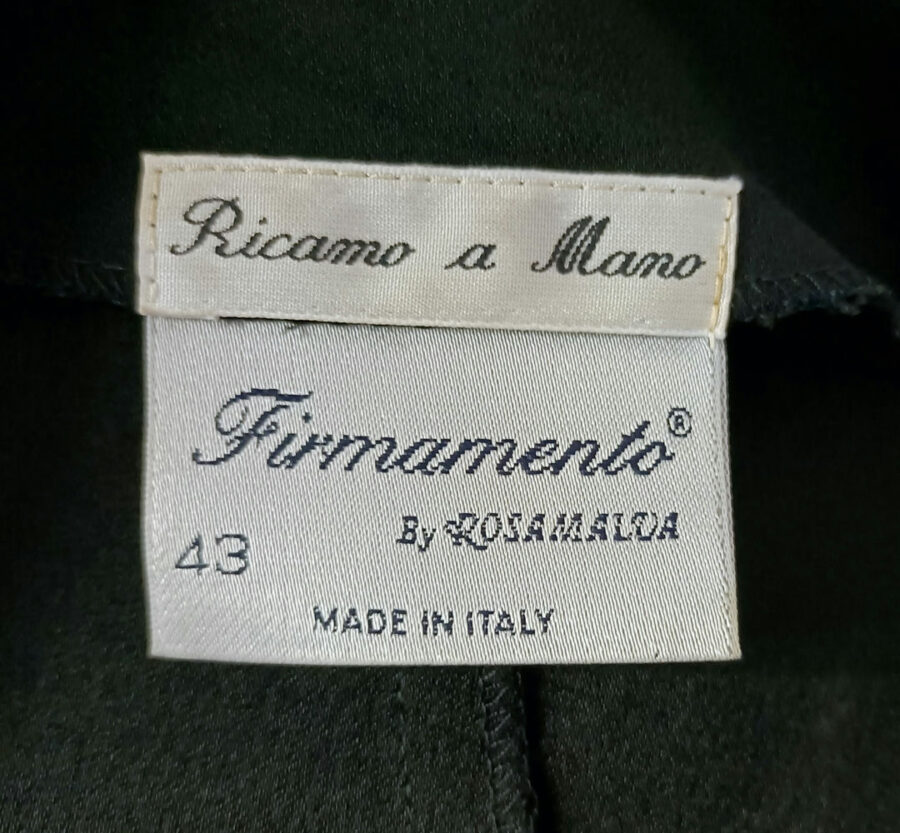 Ricamo a Mano
Firmamento®
By ROSAMALVA
43
MADE IN ITALY